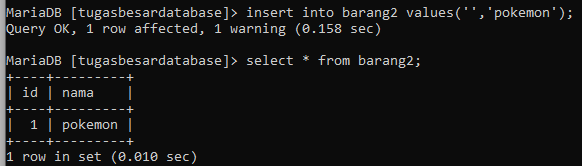 MariaDB [tugasbesardatabase]> insert into barang2 values('','pokemon');
Query OK, 1 row affected, 1 warning (0.158 sec)
MariaDB [tugasbesardatabase]> select * from barang2;
+----+---------+
| id | nama    |
+----+---------+
|  1 | pokemon |
+----+---------+
1 row in set (0.010 sec)